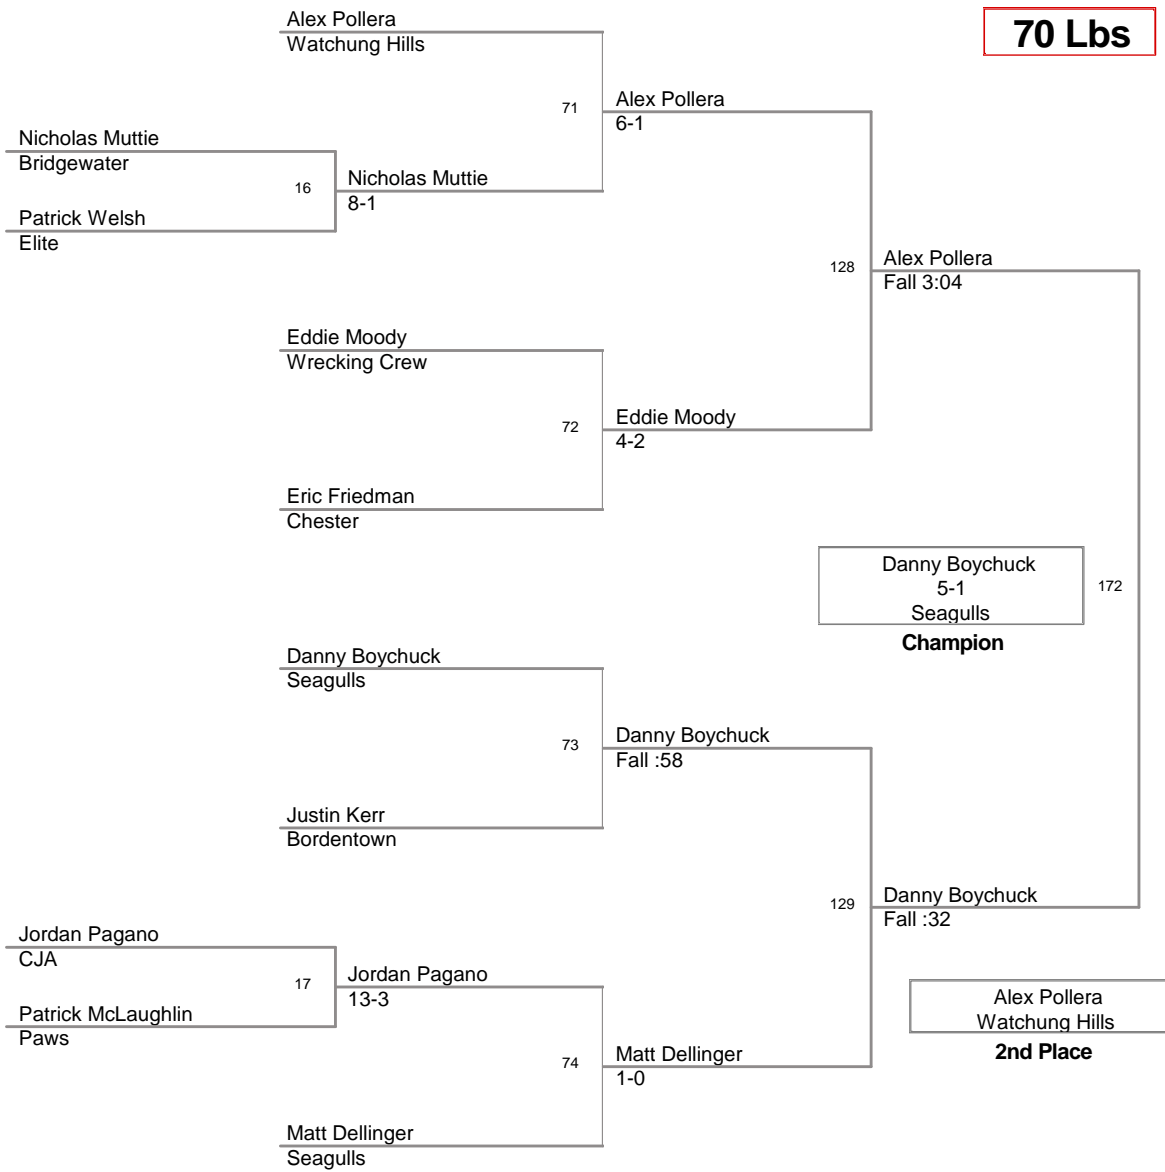 Alex Pollera
Watchung Hills
70 Lbs
71
Alex Pollera
6-1
Nicholas Muttie
Bridgewater
16
Nicholas Muttie
8-1
Patrick Welsh
Elite
128
Alex Pollera
Fall 3:04
Eddie Moody
Wrecking Crew
72
Eddie Moody
4-2
Eric Friedman
Chester
Danny Boychuck
5-1
Seagulls
172
Champion
Danny Boychuck
Seagulls
73
Danny Boychuck
Fall :58
Justin Kerr
Bordentown
129
Danny Boychuck
Fall :32
Jordan Pagano
CJA
17
Jordan Pagano
13-3
Patrick McLaughlin
Paws
Alex Pollera
Watchung Hills
2nd Place
74
Matt Dellinger
1-0
Matt Dellinger
Seagulls